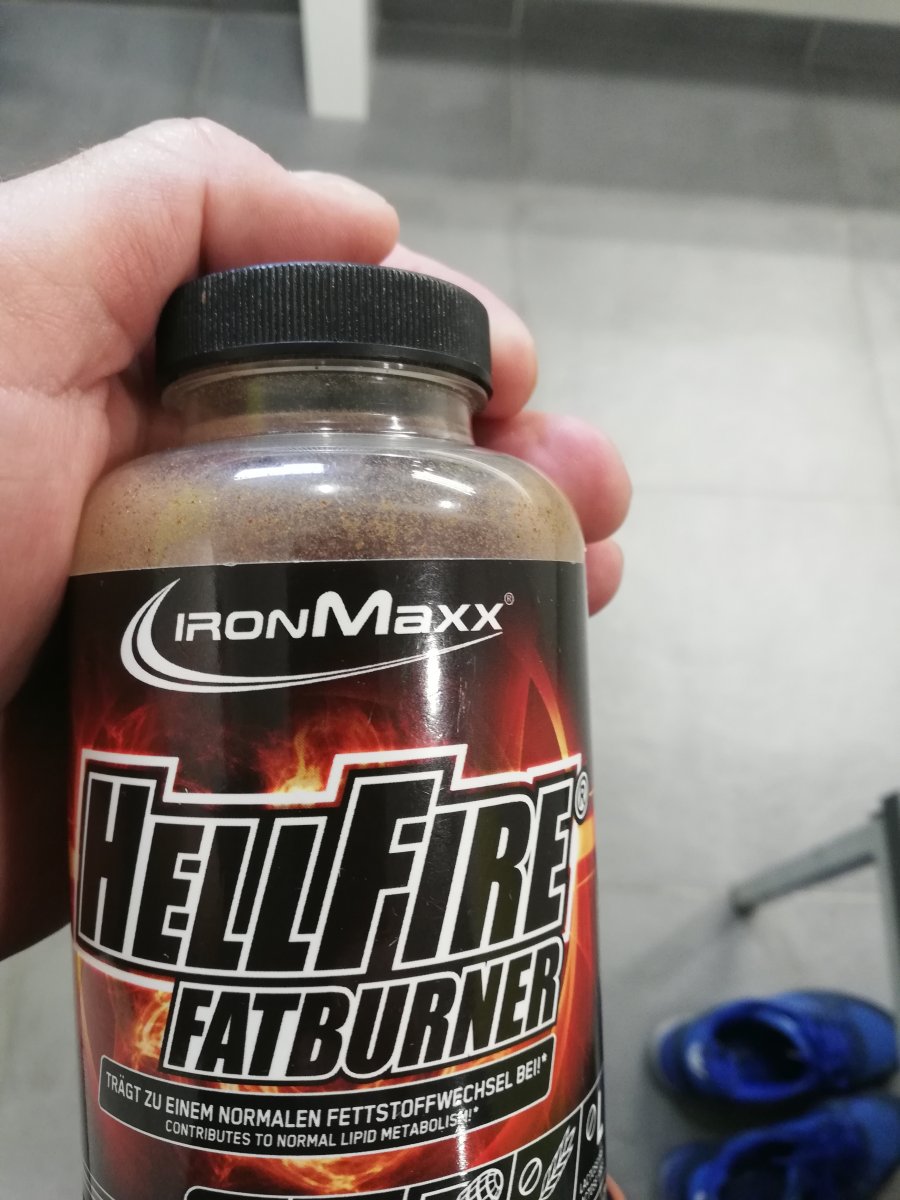 IRONMaxx®
HELLFIRE®
FATBURNER
TRÄGT ZU EINEM NORMALEN FETTSTOFFWECHSEL BEI!*
CONTRIBUTES TO NORMAL LIPID METABOLISM!*